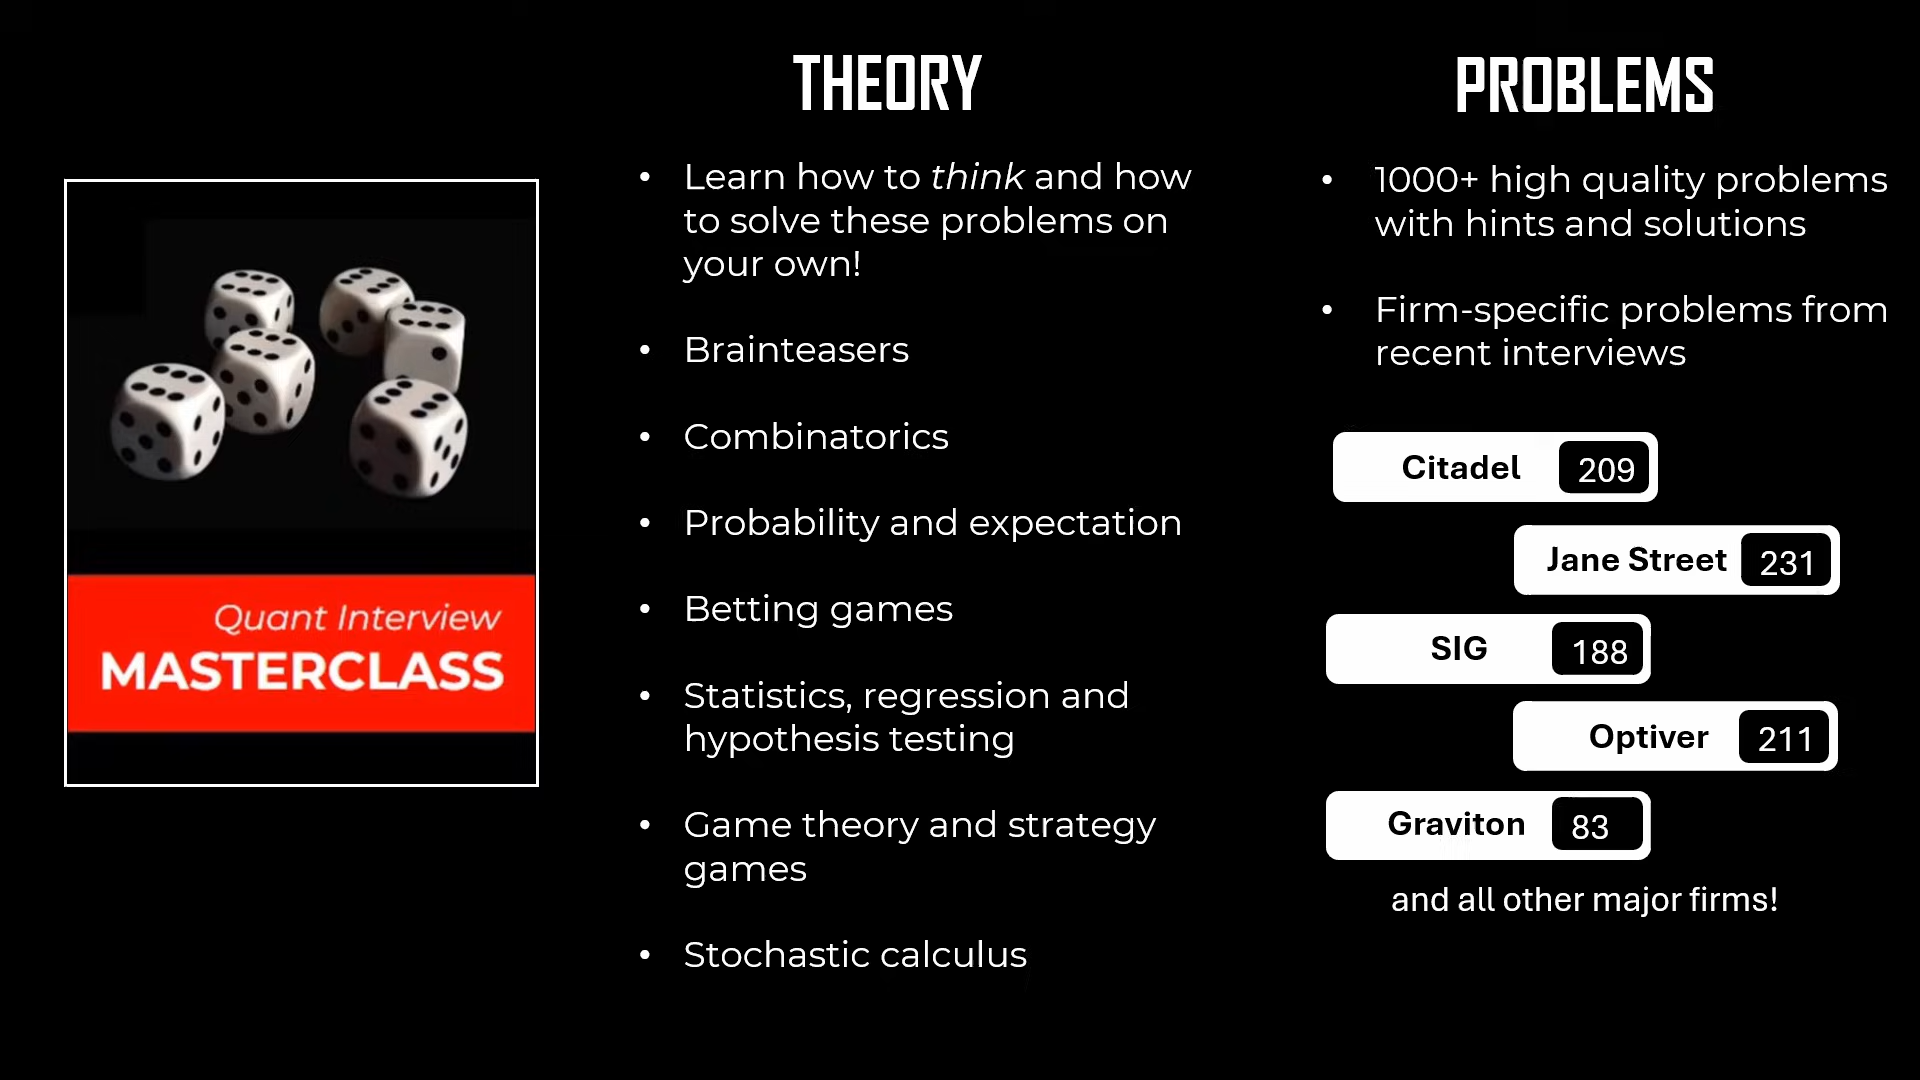 Quant Interview
MASTERCLASS
THEORY
• Learn how to think and how
to solve these problems on
your own!
• Brainteasers
• Combinatorics
• Probability and expectation
• Betting games
• Statistics, regression and
hypothesis testing
• Game theory and strategy
games
• Stochastic calculus
PROBLEMS
• 1000+ high quality problems
with hints and solutions
• Firm-specific problems from
recent interviews
Citadel 209
Jane Street 231
SIG 188
Optiver 211
Graviton 83
and all other major firms!